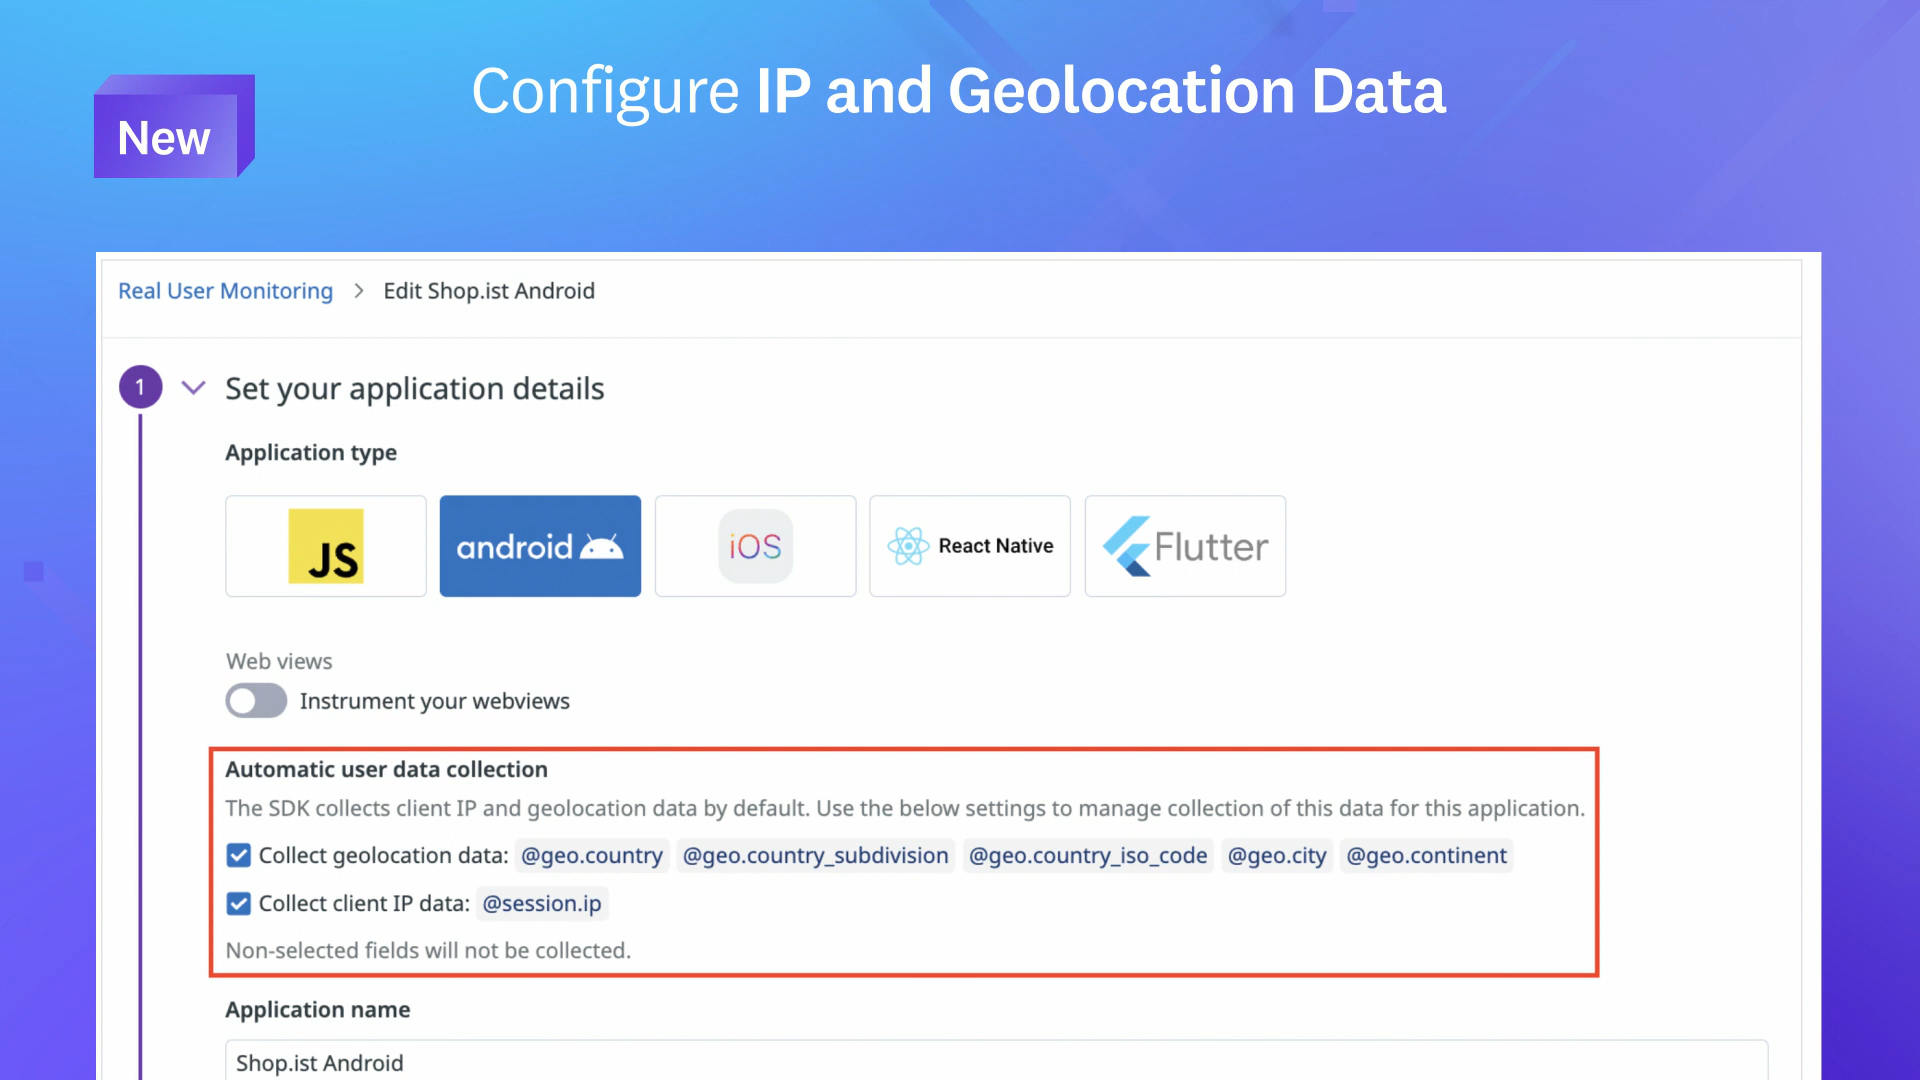 New
Configure IP and Geolocation Data
Real User Monitoring > Edit Shop.ist Android
1 Set your application details
Application type
JS android iOS React Native Flutter
Web views
Instrument your webviews
Automatic user data collection
The SDK collects client IP and geolocation data by default. Use the below settings to manage collection of this data for this application.
Collect geolocation data: @geo.country @geo.country_subdivision @geo.country_iso_code @geo.city @geo.continent
Collect client IP data: @session.ip
Non-selected fields will not be collected.
Application name
Shop.ist Android